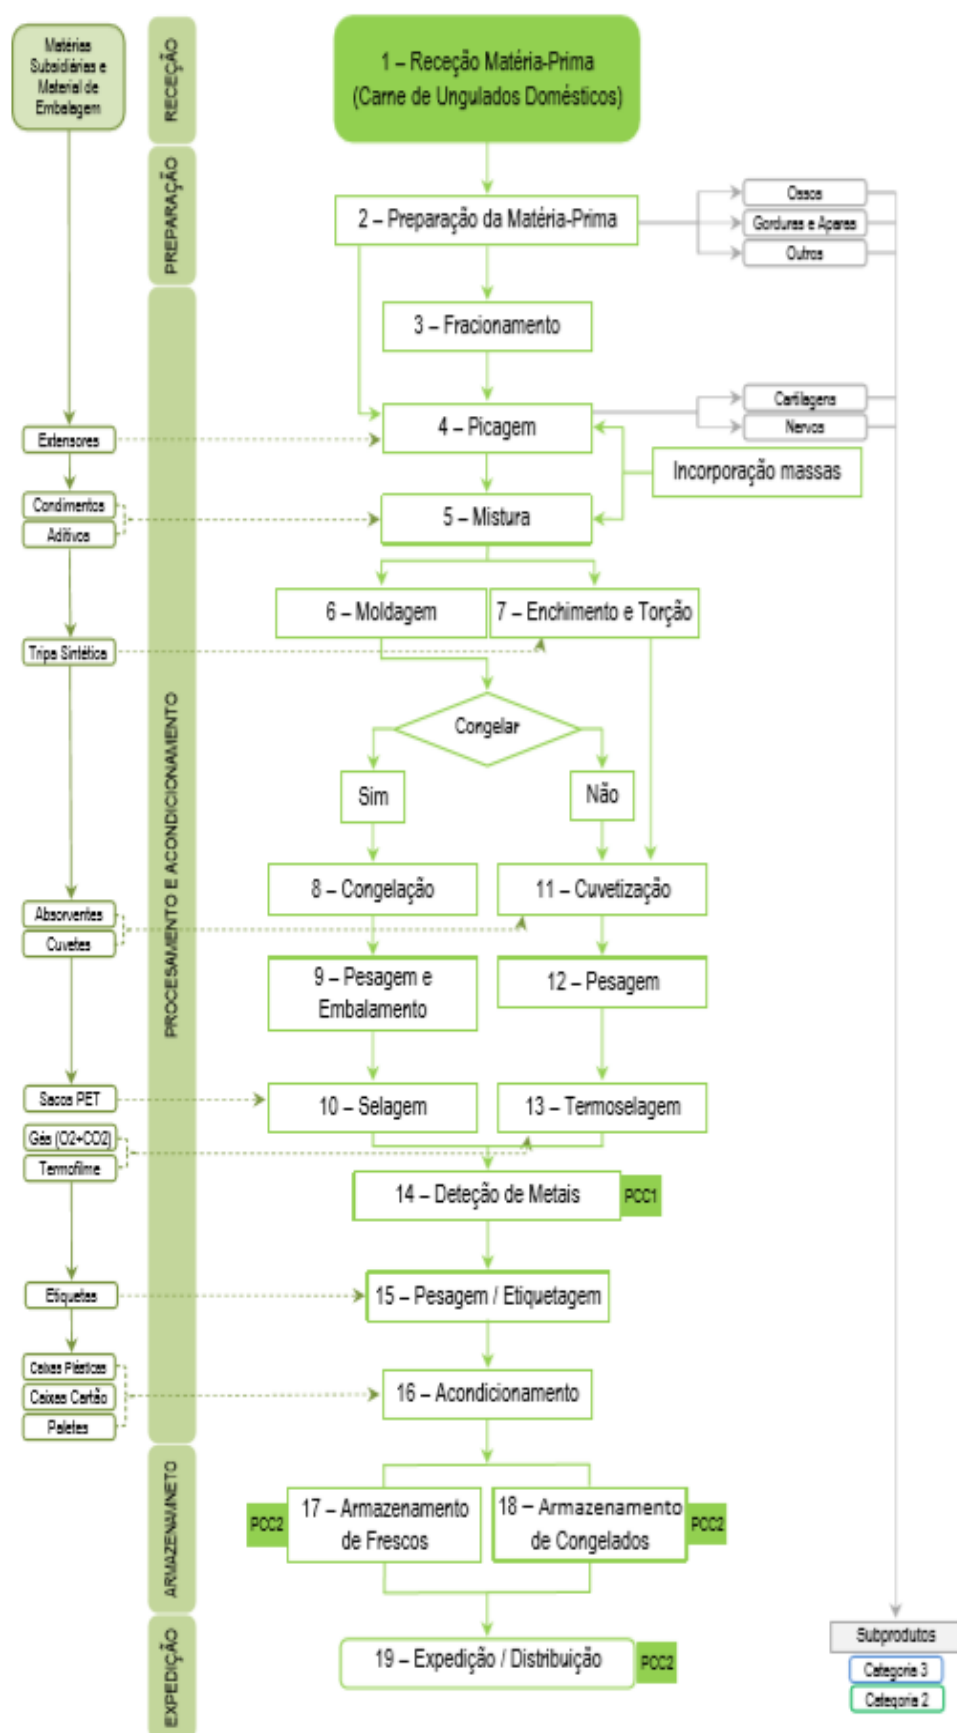 Matérias
Subsidiárias e
Material de
Embalagem
RECEÇÃO
1 – Receção Matéria-Prima
(Carne de Ungulados Domésticos)
PREPARAÇÃO
2 – Preparação da Matéria-Prima
Ossos
Gorduras e Aparas
Outros
3 – Fracionamento
PROCESAMENTO E ACONDICIONAMENTO
4 – Picagem
Cartilagens
Nervos
Extensores
Incorporação massas
Condimentos
Aditivos
5 – Mistura
6 – Moldagem
7 – Enchimento e Torção
Tripa Sintética
Congelar
Sim
Não
8 – Congelação
11 – Cuvetização
Absorventes
Cuvetes
9 – Pesagem e
Embalamento
12 – Pesagem
Sacos PET
10 – Selagem
13 – Termoselagem
Gás (O2+CO2)
Termofilme
14 – Deteção de Metais
PCC1
Etiquetas
15 – Pesagem / Etiquetagem
Caixas Plásticas
Caixas Cartão
Paletes
16 – Acondicionamento
ARMAZENAMNETO
PCC2
17 – Armazenamento
de Frescos
18 – Armazenamento
de Congelados
PCC2
EXPEDIÇÃO
19 – Expedição / Distribuição
PCC2
Subprodutos
Categoria 3
Categoria 2